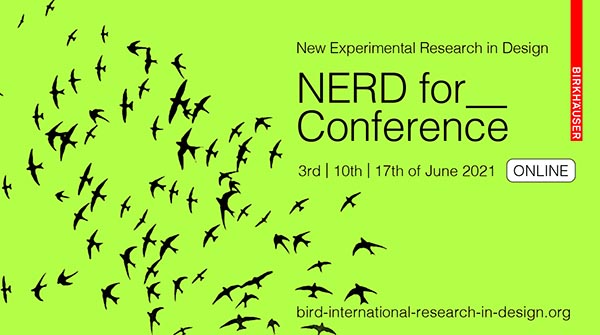 New Experimental Research in Design
NERD for__
Conference
3rd | 10th | 17th of June 2021 ONLINE
BIRKHÄUSER
bird-international-research-in-design.org